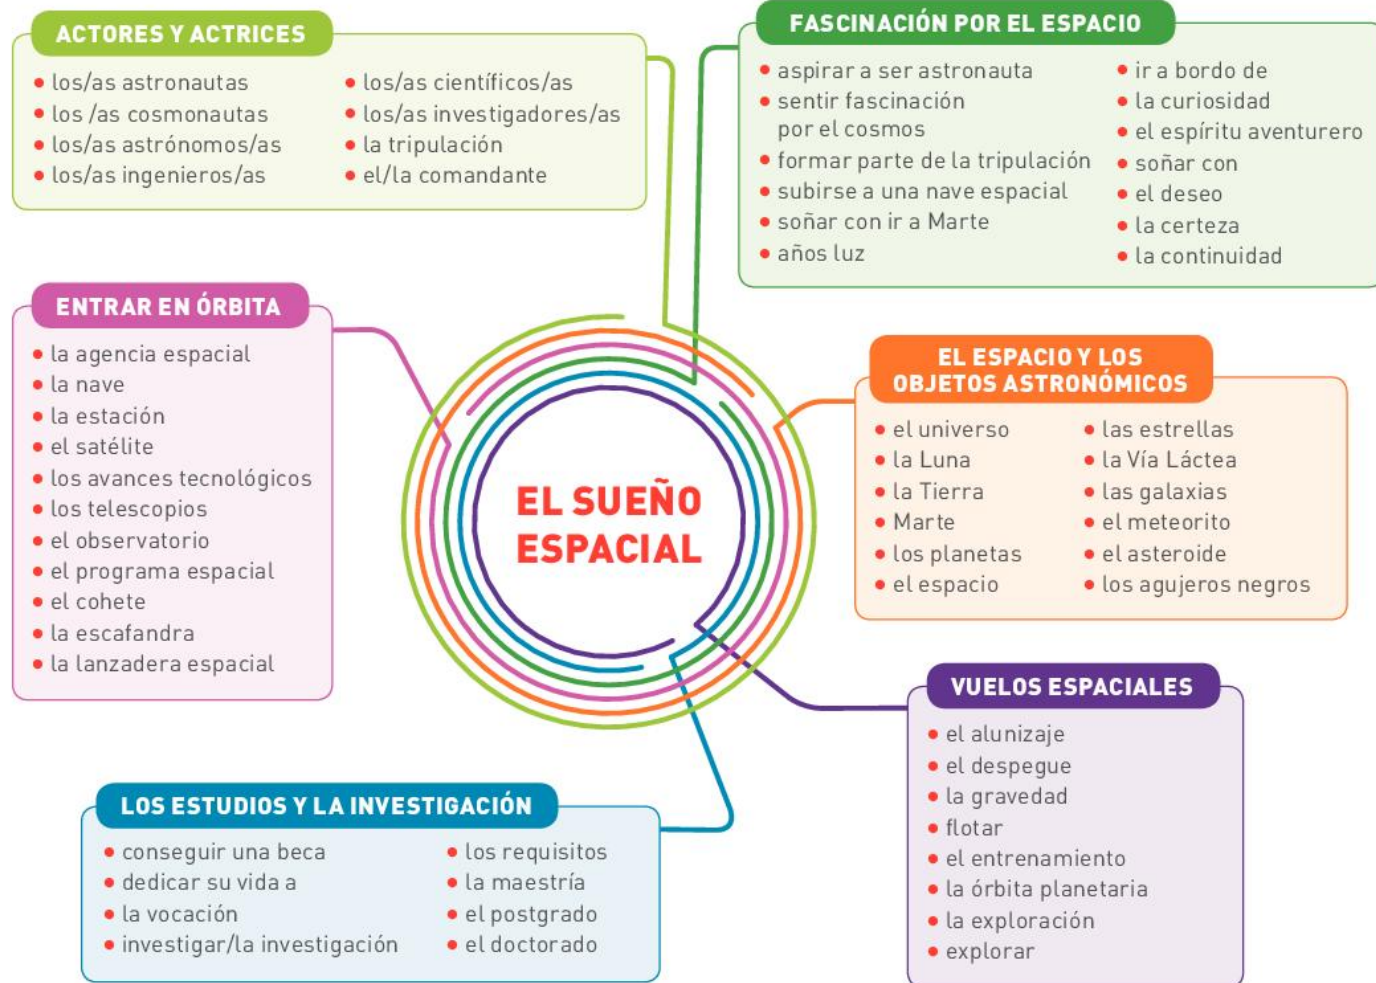 ACTORES Y ACTRICES
• los/as astronautas
• los /as cosmonautas
• los/as astrónomos/as
• los/as ingenieros/as
• los/as científicos/as
• los/as investigadores/as
• la tripulación
• el/la comandante
FASCINACIÓN POR EL ESPACIO
• aspirar a ser astronauta
• sentir fascinación
por el cosmos
• formar parte de la tripulación
• subirse a una nave espacial
• soñar con ir a Marte
• años luz
• ir a bordo de
• la curiosidad
• el espíritu aventurero
• soñar con
• el deseo
• la certeza
• la continuidad
ENTRAR EN ÓRBITA
• la agencia espacial
• la nave
• la estación
• el satélite
• los avances tecnológicos
• los telescopios
• el observatorio
• el programa espacial
• el cohete
• la escafandra
• la lanzadera espacial
EL SUEÑO
ESPACIAL
EL ESPACIO Y LOS
OBJETOS ASTRONÓMICOS
• el universo
• la Luna
• la Tierra
• Marte
• los planetas
• el espacio
• las estrellas
• la Vía Láctea
• las galaxias
• el meteorito
• el asteroide
• los agujeros negros
VUELOS ESPACIALES
• el alunizaje
• el despegue
• la gravedad
• flotar
• el entrenamiento
• la órbita planetaria
• la exploración
• explorar
LOS ESTUDIOS Y LA INVESTIGACIÓN
• conseguir una beca
• dedicar su vida a
• la vocación
• investigar/la investigación
• los requisitos
• la maestría
• el postgrado
• el doctorado